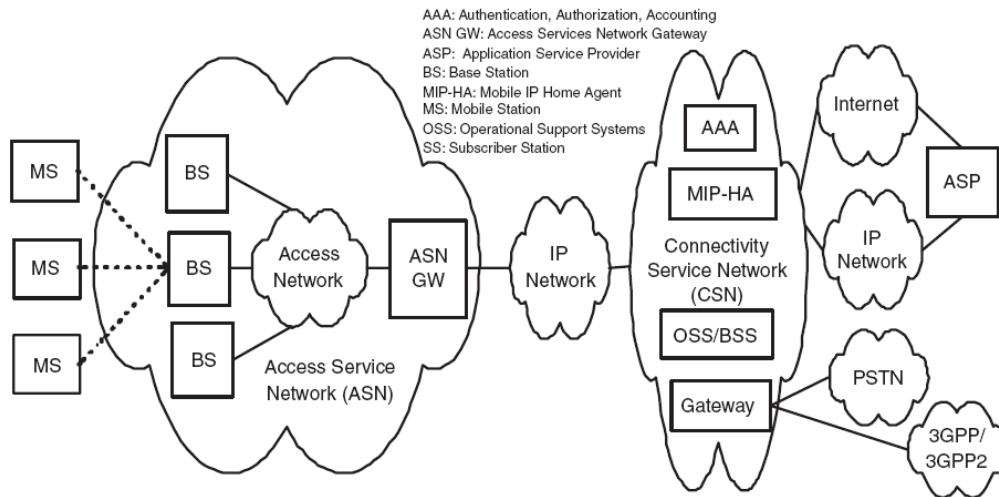 AAA: Authentication, Authorization, Accounting
ASN GW: Access Services Network Gateway
ASP: Application Service Provider
BS: Base Station
MIP-HA: Mobile IP Home Agent
MS: Mobile Station
OSS: Operational Support Systems
SS: Subscriber Station
MS
MS
MS
BS
BS
BS
Access
Network
ASN
GW
Access Service
Network (ASN)
IP
Network
AAA
MIP-HA
Connectivity
Service Network
(CSN)
OSS/BSS
Gateway
Internet
IP
Network
ASP
PSTN
3GPP/
3GPP2